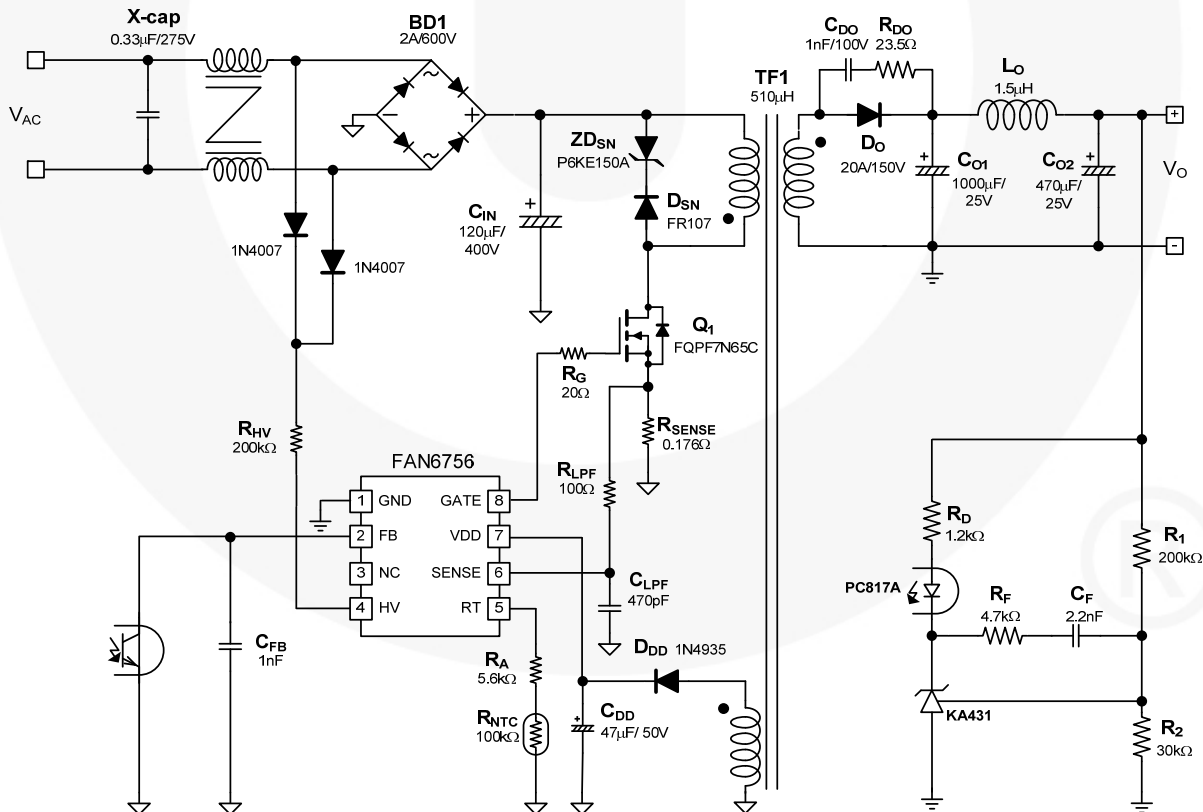 X-cap
0.33μF/275V
BD1
2A/600V
V_AC
~
−
+
~
1N4007
1N4007
C_IN
120μF/
400V
+
ZD_SN
P6KE150A
D_SN
FR107
TF1
510μH
C_DO
1nF/100V
R_DO
23.5Ω
D_O
20A/150V
L_O
1.5μH
+
C_O1
1000μF/
25V
+
C_O2
470μF/
25V
+
V_O
-
Q_1
FQPF7N65C
R_G
20Ω
R_SENSE
0.176Ω
R_LPF
100Ω
R_HV
200kΩ
FAN6756
1 GND GATE 8
2 FB VDD 7
3 NC SENSE 6
4 HV RT 5
C_LPF
470pF
C_FB
1nF
R_A
5.6kΩ
R_NTC
100kΩ
D_DD 1N4935
+
C_DD
47μF/ 50V
R_D
1.2kΩ
R_1
200kΩ
PC817A
R_F
4.7kΩ
C_F
2.2nF
KA431
R_2
30kΩ
®